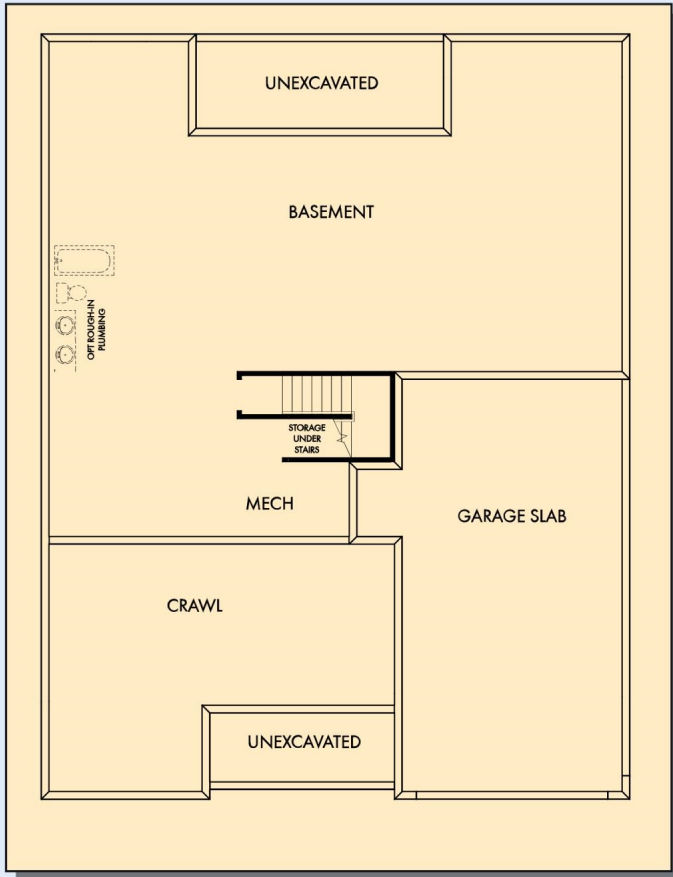 UNEXCAVATED
BASEMENT
OPT ROUGH-IN
PLUMBING
STORAGE
UNDER
STAIRS
MECH
GARAGE SLAB
CRAWL
UNEXCAVATED